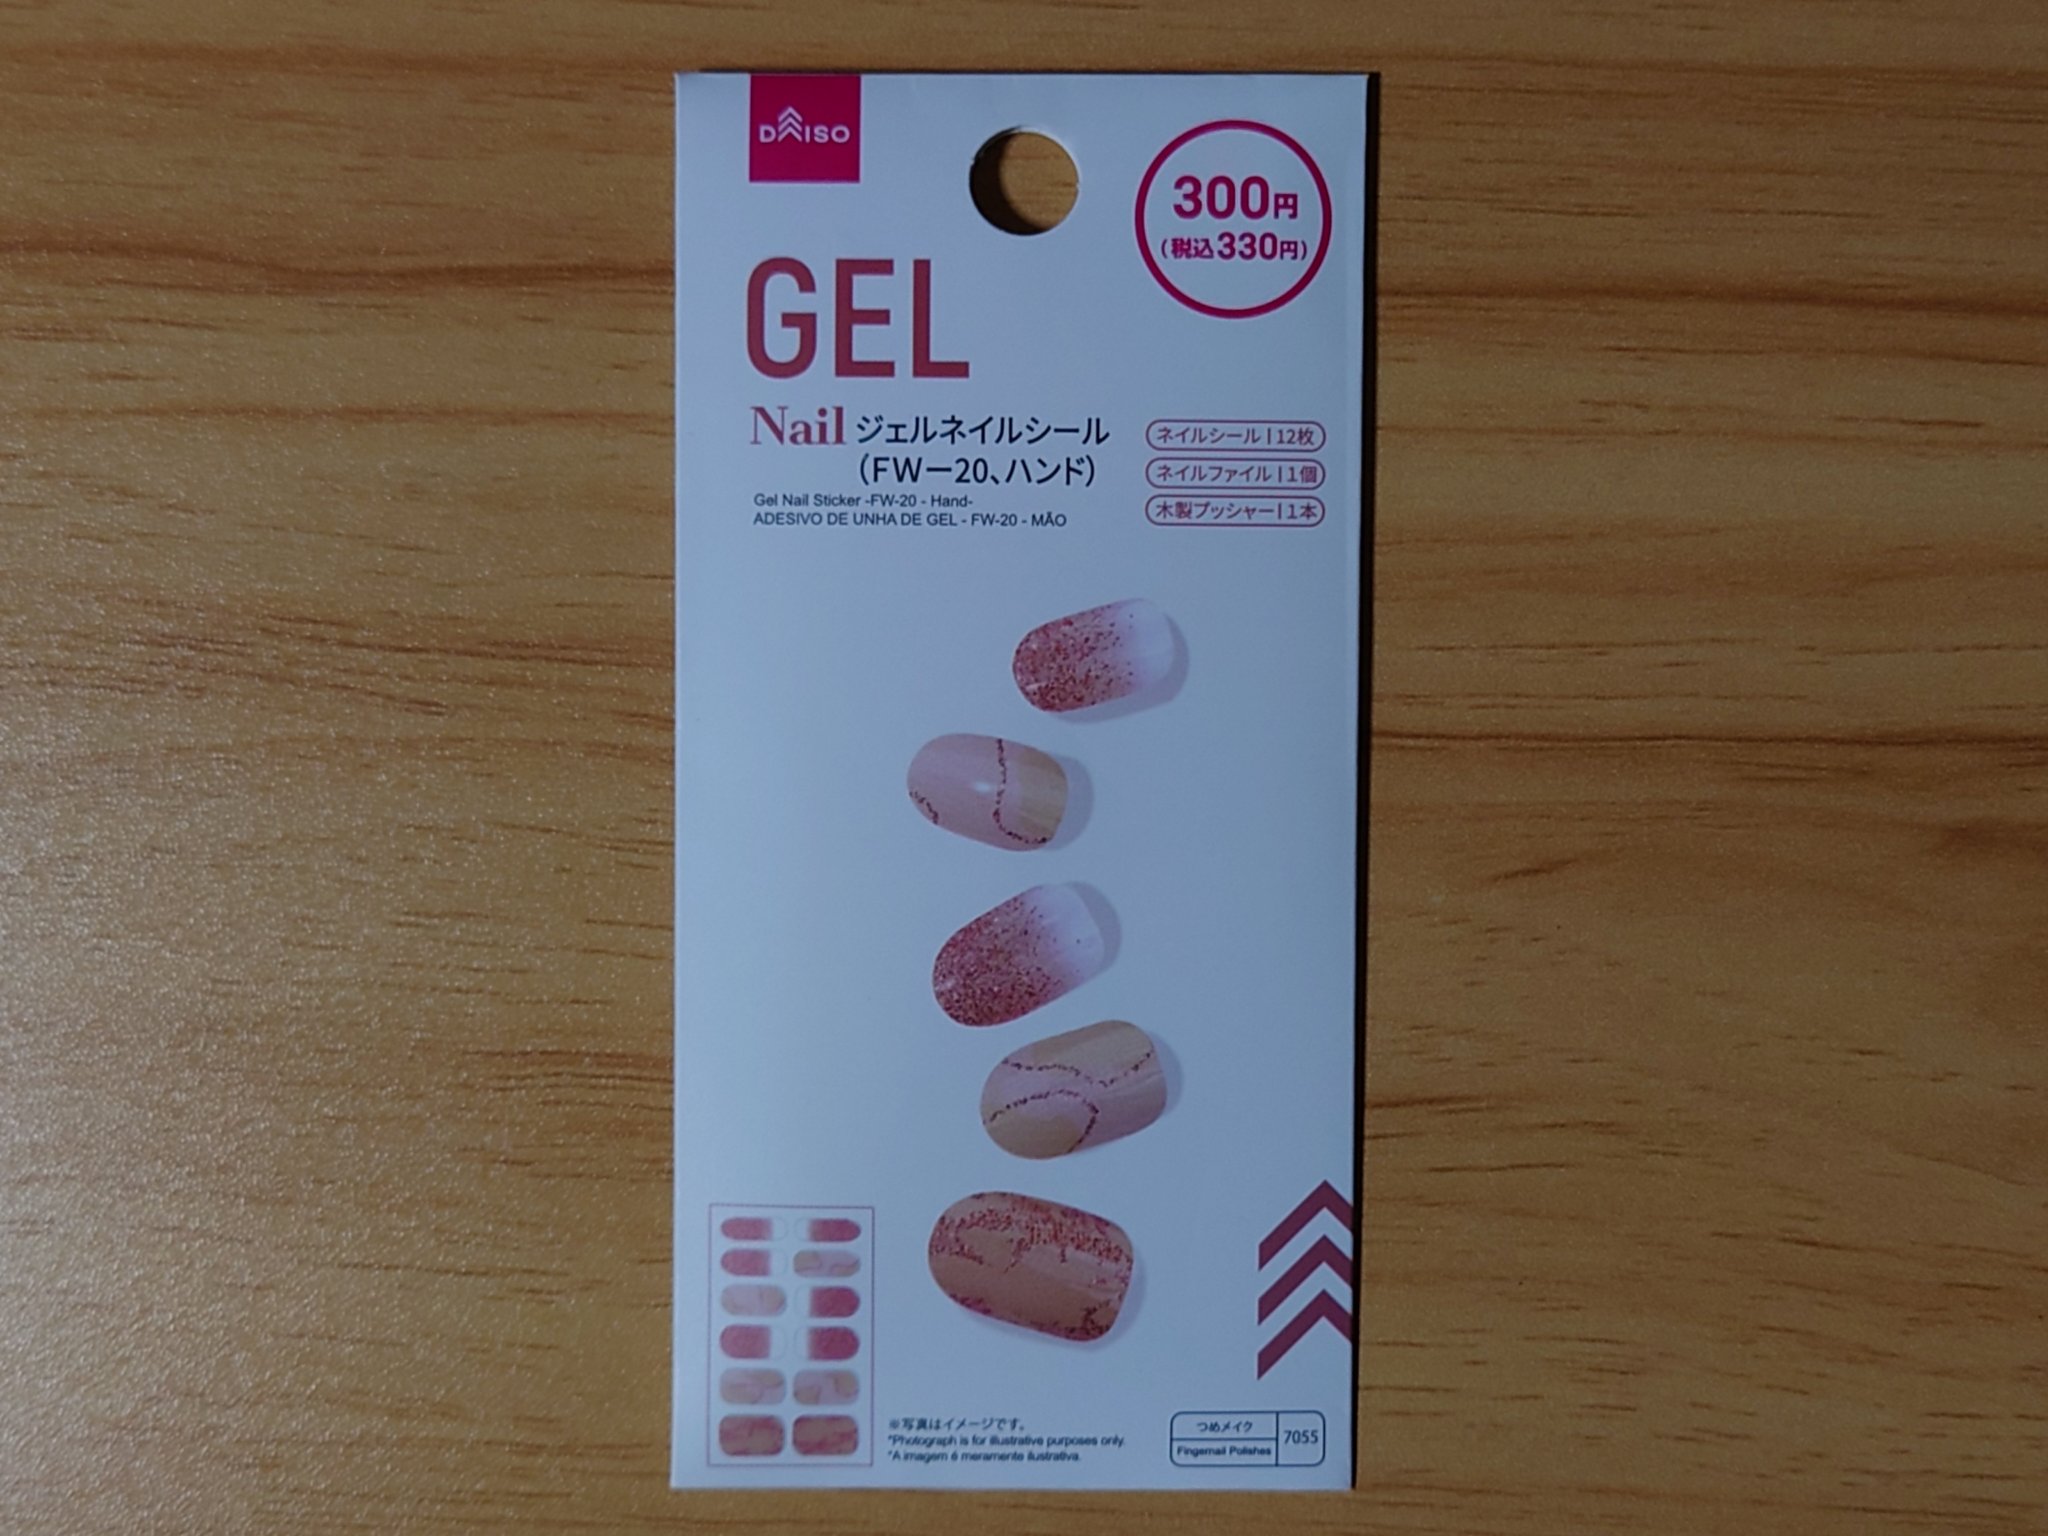 DAISO
300円
(税込330円)
GEL
Nail ジェルネイルシール
(FWー20、ハンド)
Gel Nail Sticker -FW-20 - Hand-
ADESIVO DE UNHA DE GEL - FW-20 - MÃO
ネイルシール | 12枚
ネイルファイル | 1個
木製プッシャー | 1本
※写真はイメージです。
*Photograph is for illustrative purposes only.
*A imagem é meramente ilustrativa.
つめメイク
Fingernail Polishes
7055